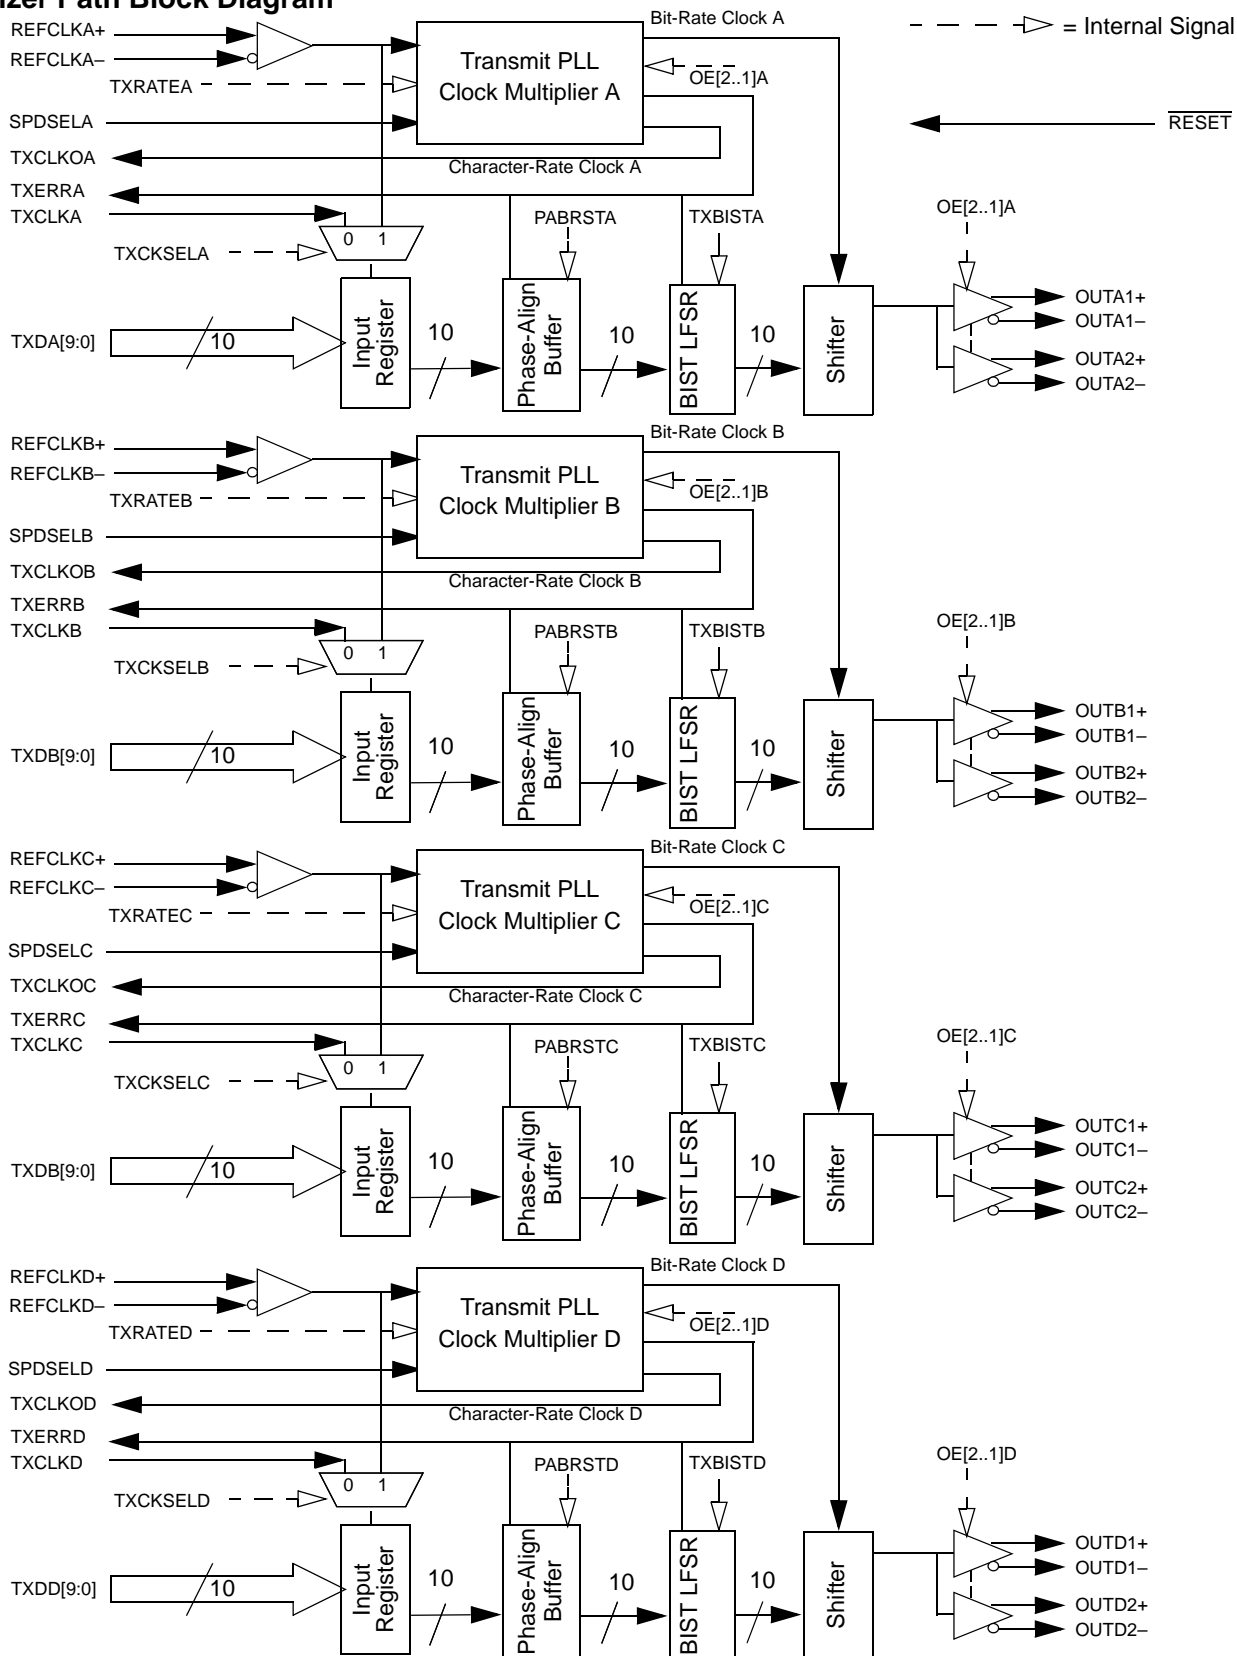 Path Block Diagram
REFCLKA+
REFCLKA–
TXRATEA
SPDSELA
TXCLKOA
TXERRA
TXCLKA
TXCKSELA
TXDA[9:0]
Transmit PLL
Clock Multiplier A
Bit-Rate Clock A
OE[2..1]A
Character-Rate Clock A
= Internal Signal
RESET
0 1
PABRSTA
TXBISTA
OE[2..1]A
10
Input
Register
10
Phase-Align
Buffer
10
BIST LFSR
10
Shifter
OUTA1+
OUTA1–
OUTA2+
OUTA2–
REFCLKB+
REFCLKB–
TXRATEB
SPDSELB
TXCLKOB
TXERRB
TXCLKB
TXCKSELB
TXDB[9:0]
Transmit PLL
Clock Multiplier B
Bit-Rate Clock B
OE[2..1]B
Character-Rate Clock B
0 1
PABRSTB
TXBISTB
OE[2..1]B
10
Input
Register
10
Phase-Align
Buffer
10
BIST LFSR
10
Shifter
OUTB1+
OUTB1–
OUTB2+
OUTB2–
REFCLKC+
REFCLKC–
TXRATEC
SPDSELC
TXCLKOC
TXERRC
TXCLKC
TXCKSELC
TXDB[9:0]
Transmit PLL
Clock Multiplier C
Bit-Rate Clock C
OE[2..1]C
Character-Rate Clock C
0 1
PABRSTC
TXBISTC
OE[2..1]C
10
Input
Register
10
Phase-Align
Buffer
10
BIST LFSR
10
Shifter
OUTC1+
OUTC1–
OUTC2+
OUTC2–
REFCLKD+
REFCLKD–
TXRATED
SPDSELD
TXCLKOD
TXERRD
TXCLKD
TXCKSELD
TXDD[9:0]
Transmit PLL
Clock Multiplier D
Bit-Rate Clock D
OE[2..1]D
Character-Rate Clock D
0 1
PABRSTD
TXBISTD
OE[2..1]D
10
Input
Register
10
Phase-Align
Buffer
10
BIST LFSR
10
Shifter
OUTD1+
OUTD1–
OUTD2+
OUTD2–